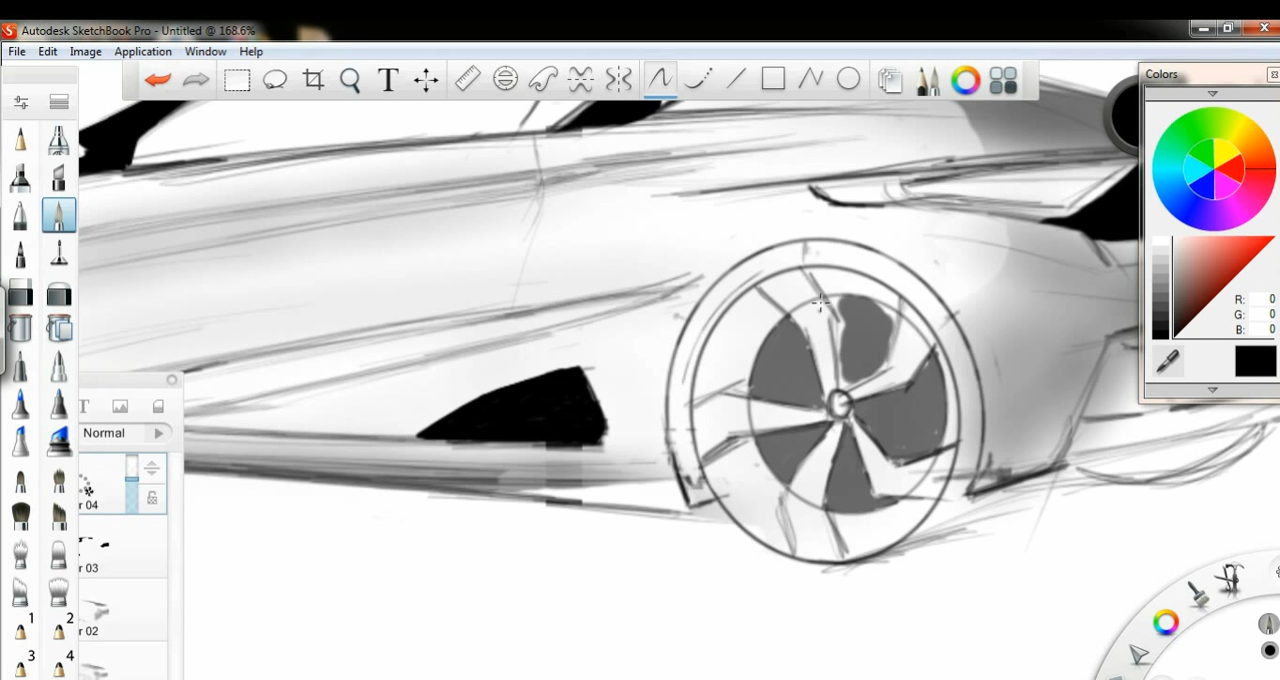 Autodesk SketchBook Pro - Untitled @ 168.6%
File Edit Image Application Window Help
T
Colors
R: 0
G: 0
B: 0
T
Normal
r 04
r 03
r 02
1 2
3 4